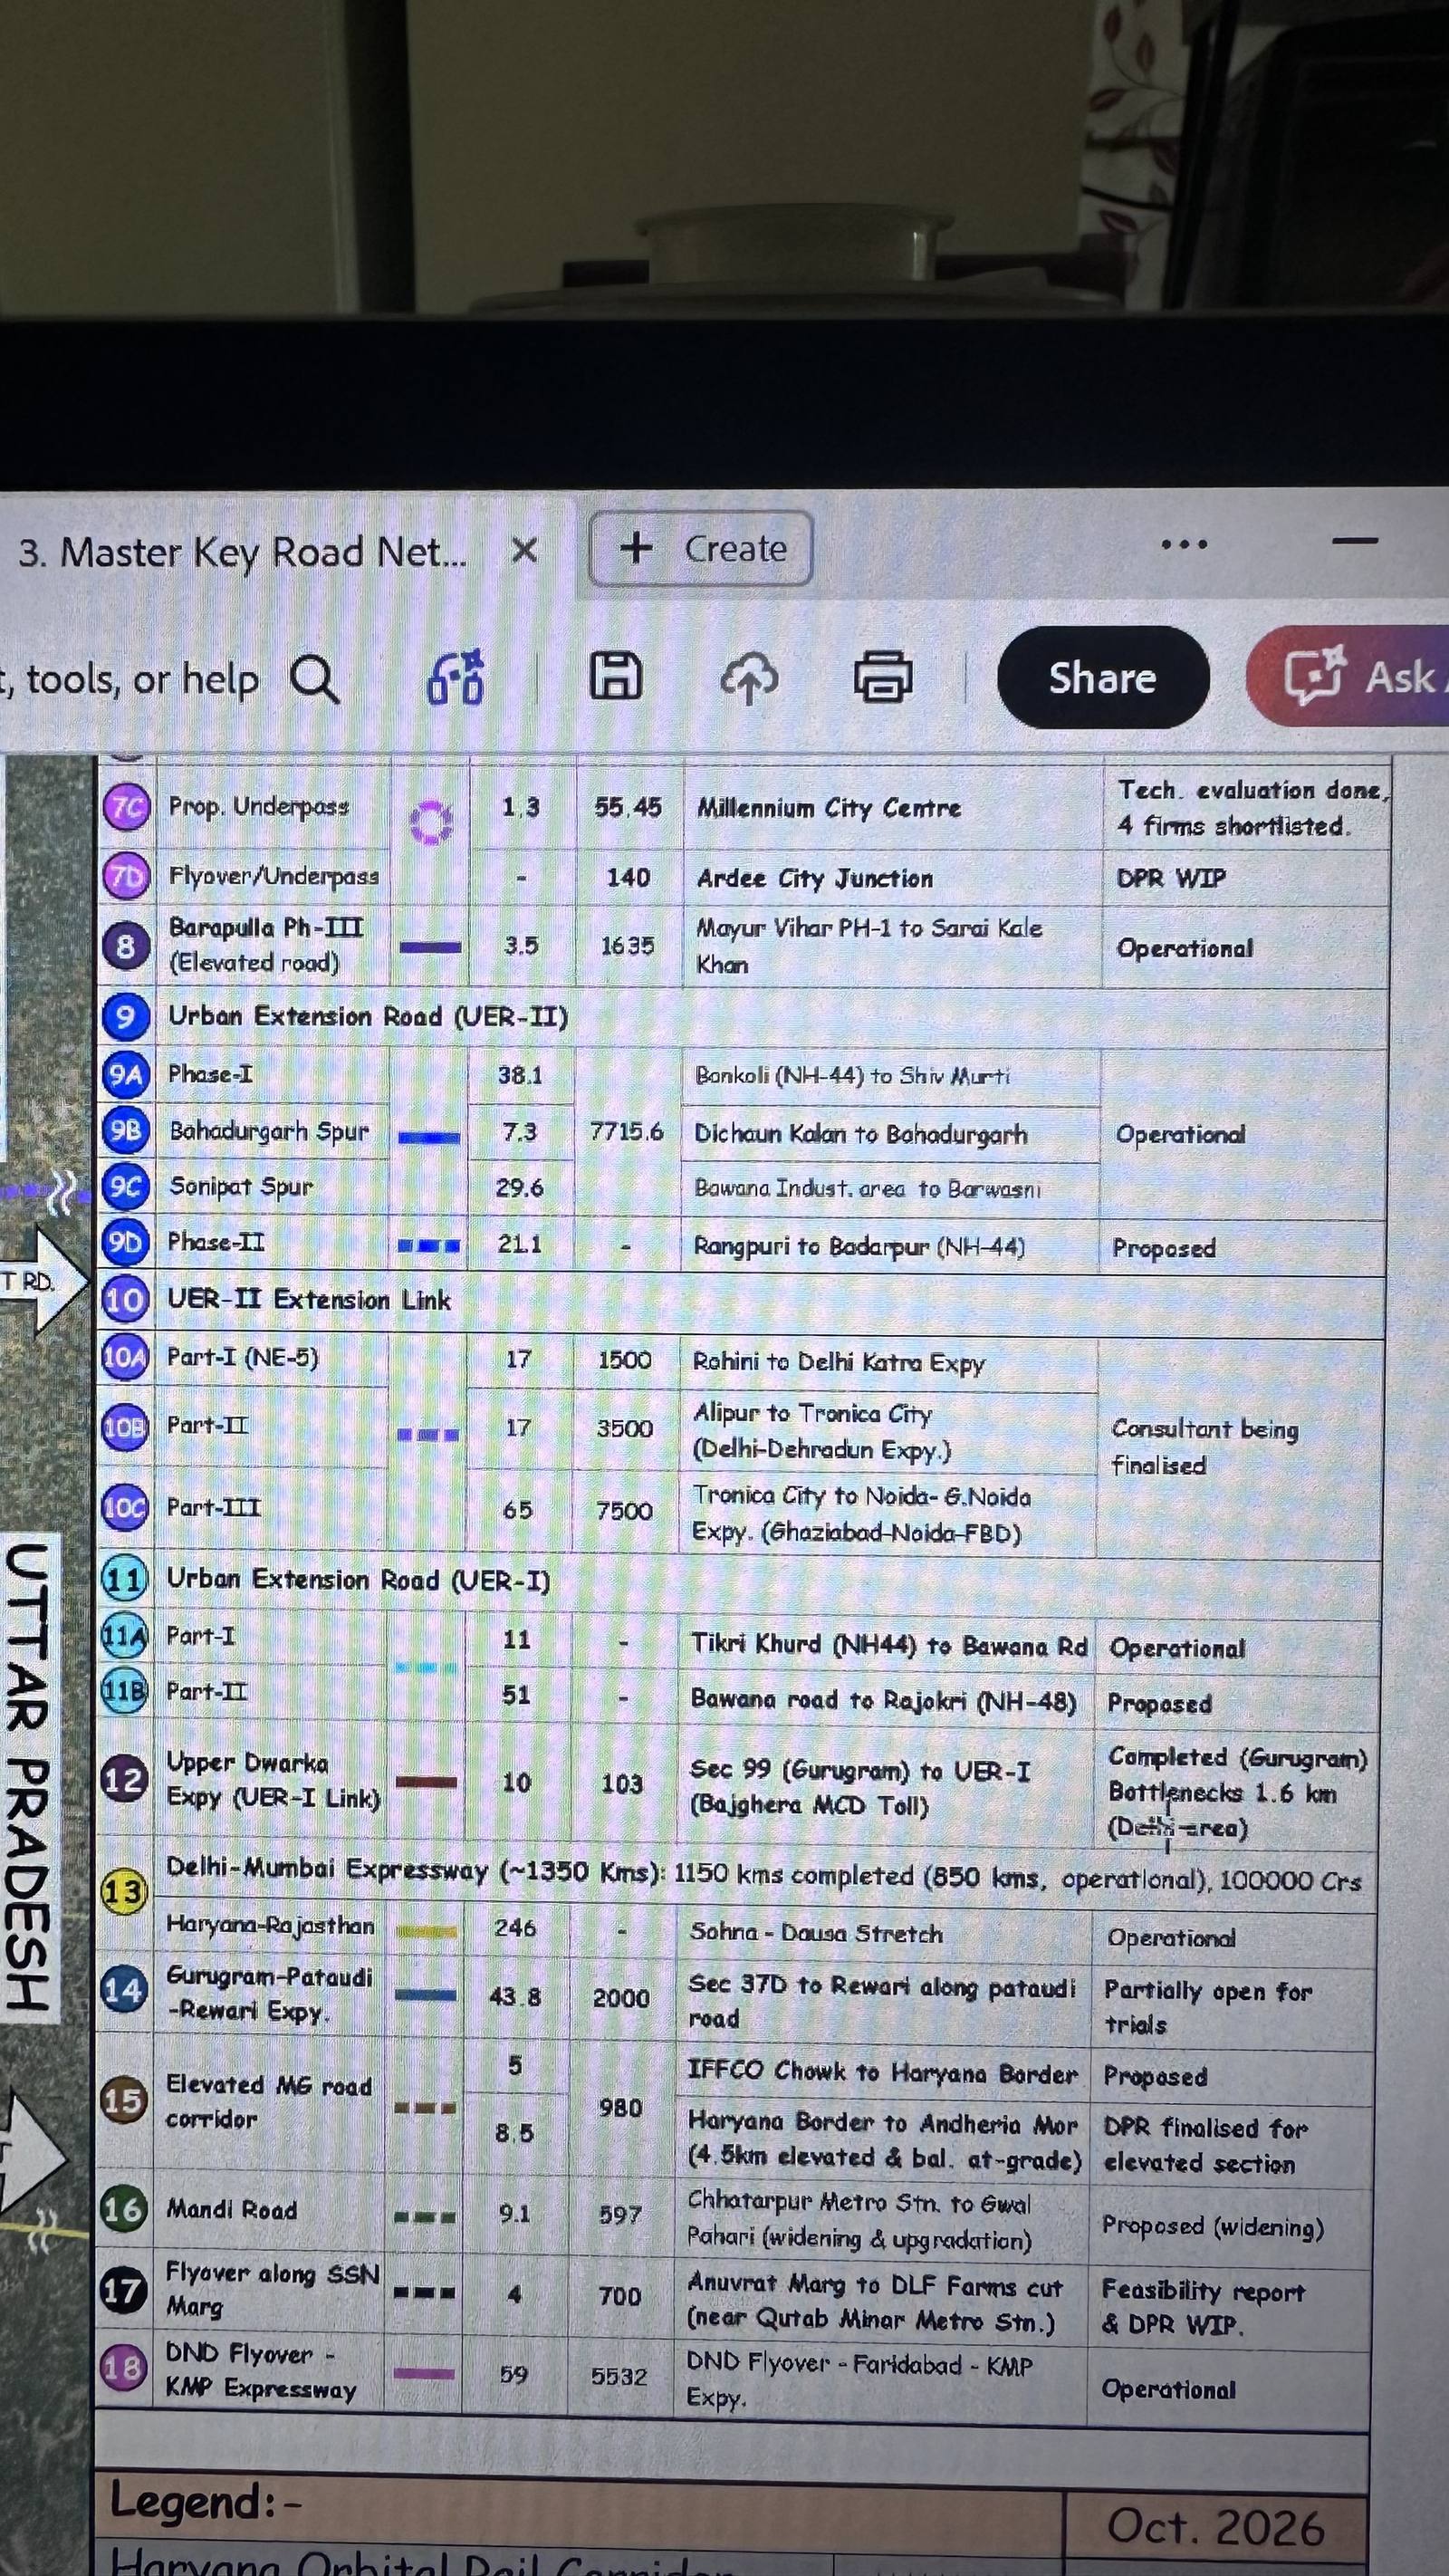 3. Master Key Road Net... × + Create ... —
, tools, or help Share Ask
7C Prop. Underpass 1.3 55.45 Millennium City Centre Tech. evaluation done, 4 firms shortlisted.
7D Flyover/Underpass - 140 Ardee City Junction DPR WIP
8 Barapulla Ph-III (Elevated road) 3.5 1635 Mayur Vihar PH-1 to Sarai Kale Khan Operational
9 Urban Extension Road (UER-II)
9A Phase-I 38.1 Bankoli (NH-44) to Shiv Murti
9B Bahadurgarh Spur 7.3 7715.6 Dichaun Kalan to Bahadurgarh Operational
9C Sonipat Spur 29.6 Bawana Indust. area to Barwasni
9D Phase-II 21.1 - Rangpuri to Badarpur (NH-44) Proposed
T RD.
10 UER-II Extension Link
10A Part-I (NE-5) 17 1500 Rohini to Delhi Katra Expy
10B Part-II 17 3500 Alipur to Tronica City (Delhi-Dehradun Expy.) Consultant being finalised
10C Part-III 65 7500 Tronica City to Noida- G.Noida Expy. (Ghaziabad-Noida-FBD)
11 Urban Extension Road (UER-I)
11A Part-I 11 - Tikri Khurd (NH44) to Bawana Rd Operational
11B Part-II 51 - Bawana road to Rajokri (NH-48) Proposed
UTTAR PRADESH
12 Upper Dwarka Expy (UER-I Link) 10 103 Sec 99 (Gurugram) to UER-I (Bajghera MCD Toll) Completed (Gurugram) Bottlenecks 1.6 km (Delhi area)
13 Delhi-Mumbai Expressway (~1350 Kms): 1150 kms completed (850 kms, operational), 100000 Crs
Haryana-Rajasthan 246 - Sohna - Dausa Stretch Operational
14 Gurugram-Pataudi -Rewari Expy. 43.8 2000 Sec 37D to Rewari along pataudi road Partially open for trials
15 Elevated MG road corridor 5 980 IFFCO Chowk to Haryana Border Proposed
8.5 Haryana Border to Andheria Mor (4.5km elevated & bal. at-grade) DPR finalised for elevated section
16 Mandi Road 9.1 597 Chhatarpur Metro Stn. to Gwal Pahari (widening & upgradation) Proposed (widening)
17 Flyover along SSN Marg 4 700 Anuvrat Marg to DLF Farms cut (near Qutab Minar Metro Stn.) Feasibility report & DPR WIP.
18 DND Flyover - KMP Expressway 59 5532 DND Flyover - Faridabad - KMP Expy. Operational
Legend:- Oct. 2026
Haryana Orbital Rail Corridor